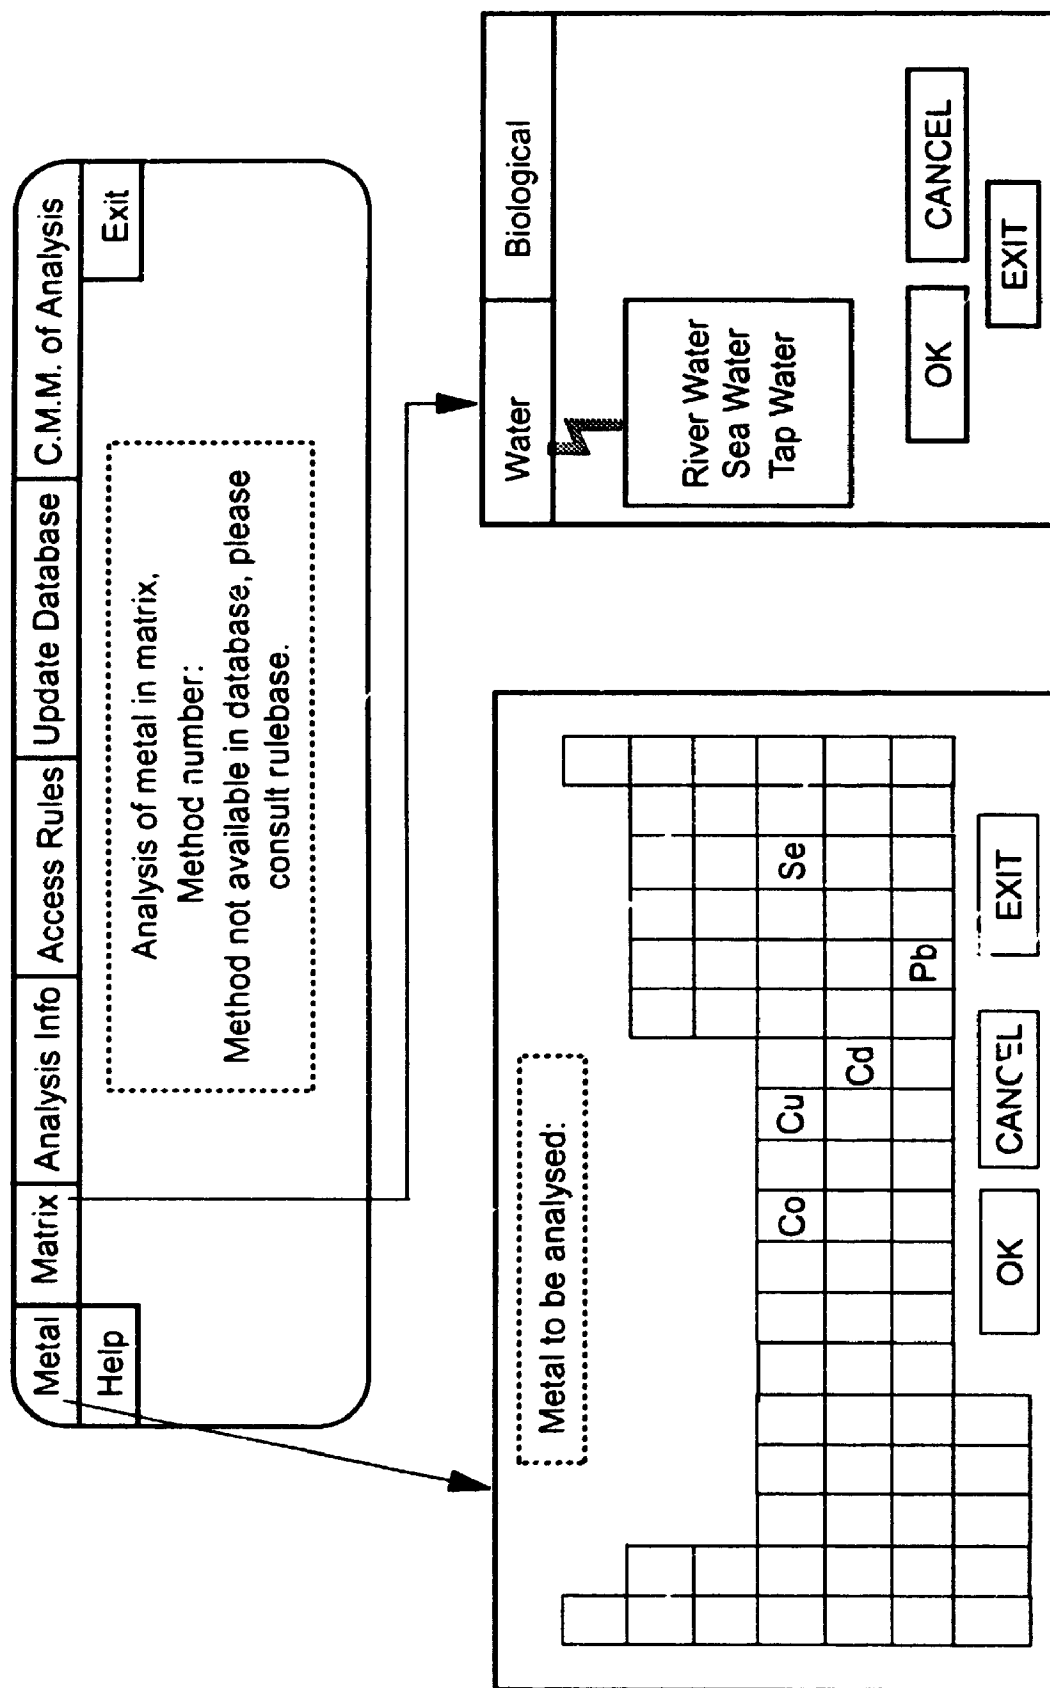 Metal
Matrix
Analysis Info
Access Rules
Update Database
C.M.M. of Analysis
Help
Exit
Analysis of metal in matrix,
Method number:
Method not available in database, please
consult rulebase.
Metal to be analysed:
Co
Cu
Se
Cd
Pb
OK
CANCEL
EXIT
Water
Biological
River Water
Sea Water
Tap Water
OK
CANCEL
EXIT